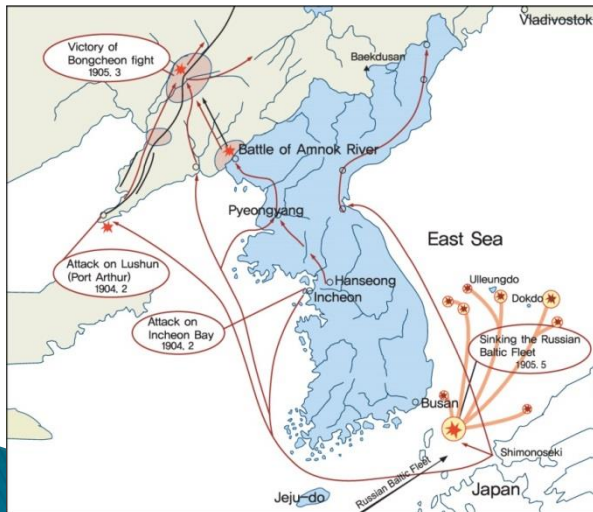 Vladivostok
Victory of
Bongcheon fight
1905. 3
Baekdusan
Battle of Amnok River
Pyeongyang
East Sea
Attack on Lushun
(Port Arthur)
1904. 2
Ulleungdo
Dokdo
Hanseong
Incheon
Attack on
Incheon Bay
1904. 2
Sinking the Russian
Baltic Fleet
1905. 5
Busan
Shimonoseki
Russian Baltic Fleet
Jeju-do
Japan